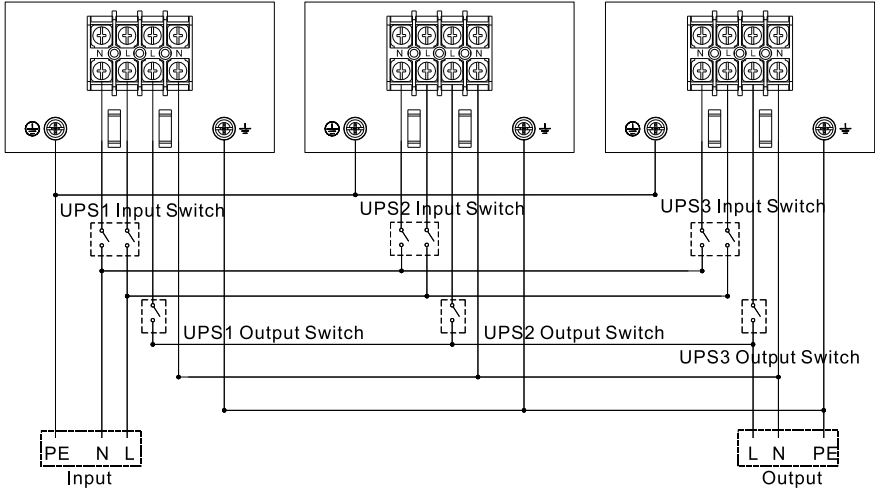 N L L N
N L L N
N L L N
UPS1 Input Switch
UPS2 Input Switch
UPS3 Input Switch
UPS1 Output Switch
UPS2 Output Switch
UPS3 Output Switch
PE N L
Input
L N PE
Output